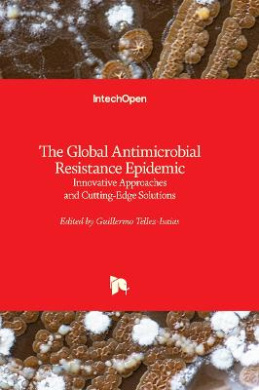 IntechOpen
The Global Antimicrobial
Resistance Epidemic
Innovative Approaches
and Cutting-Edge Solutions
Edited by Guillermo Tellez-Isaias